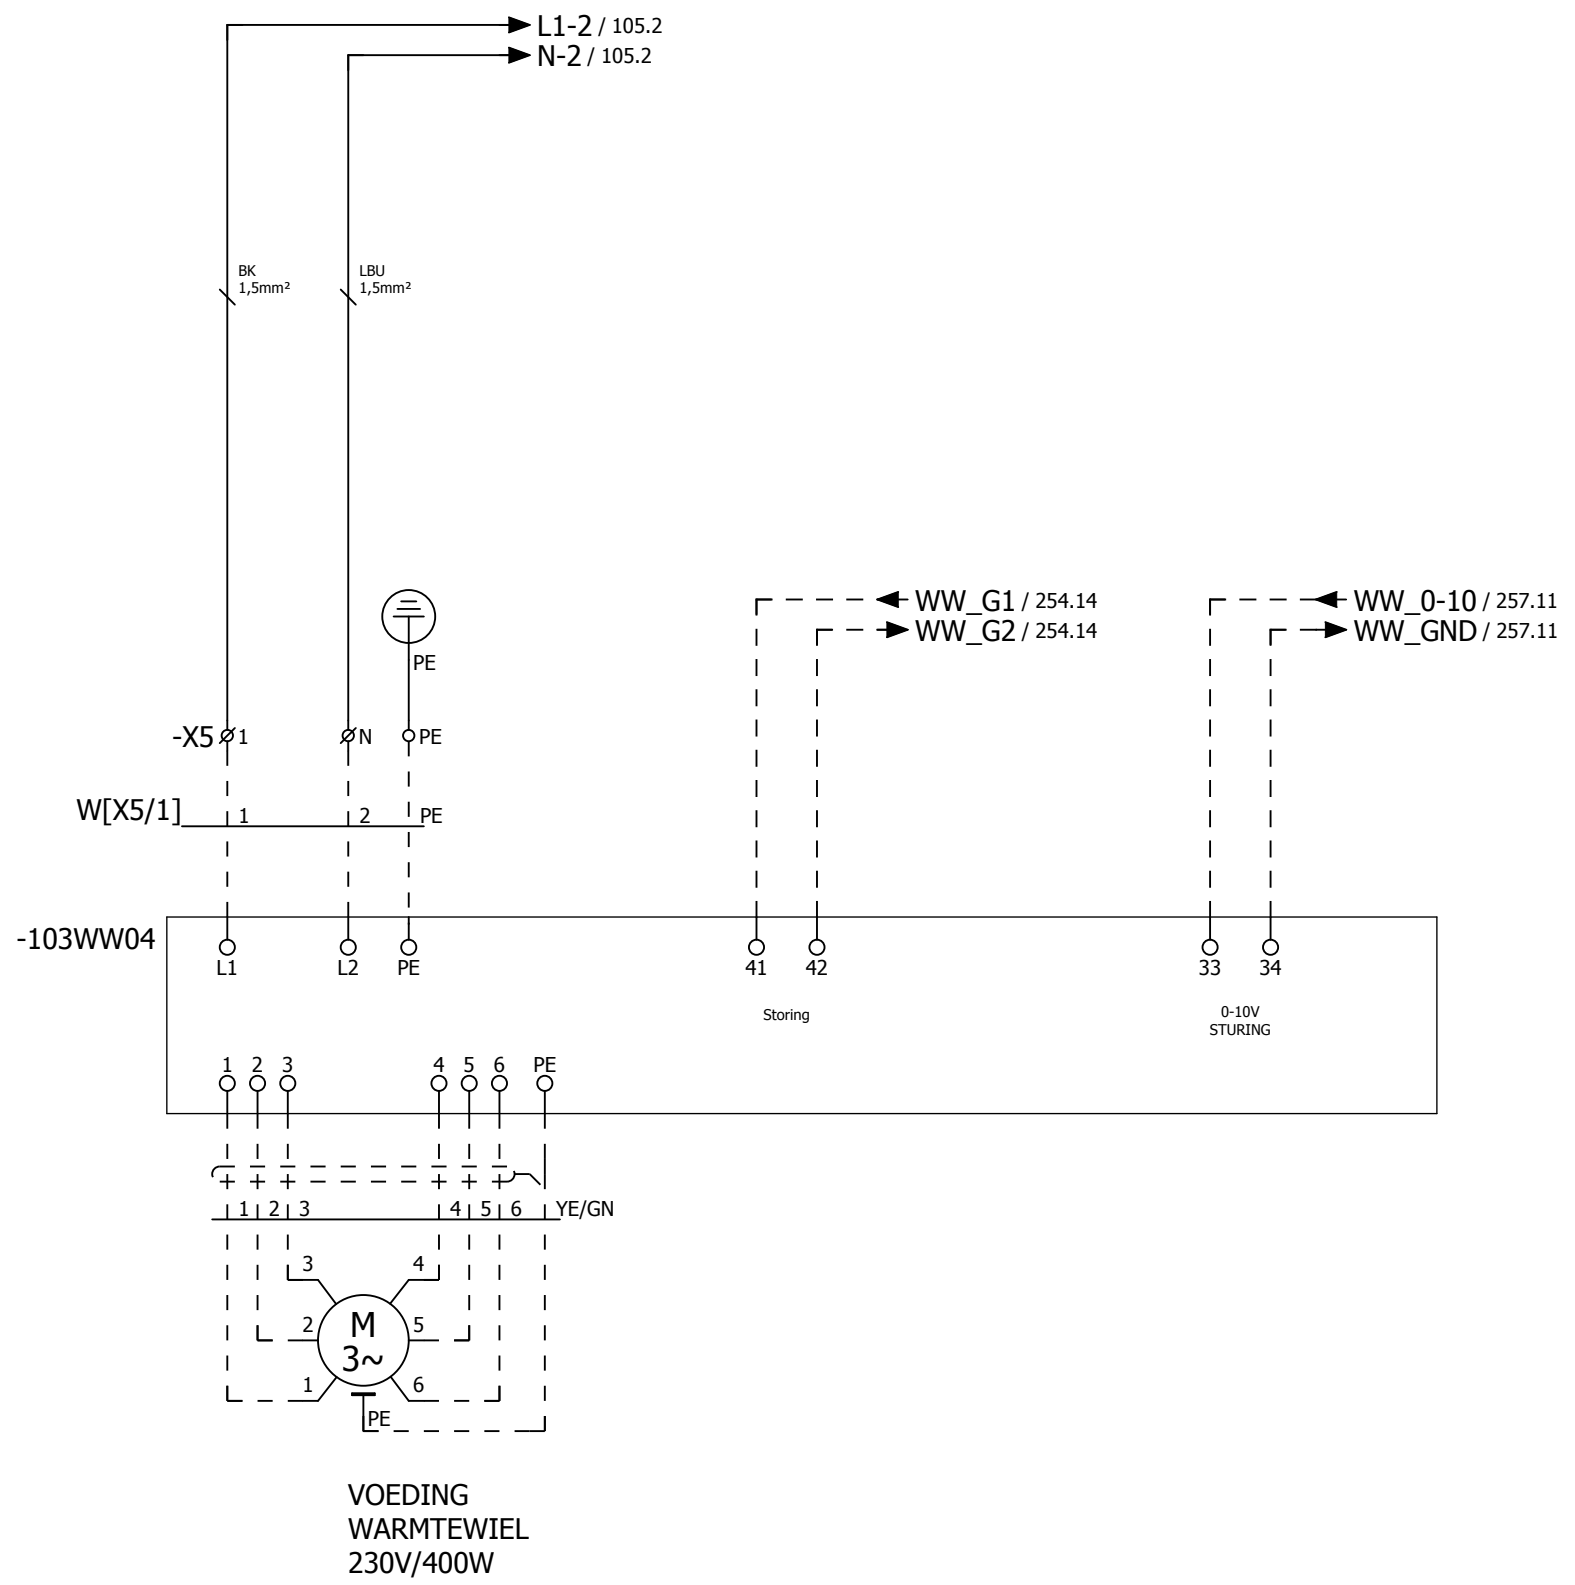 L1-2 / 105.2
N-2 / 105.2
BK
1,5mm²
LBU
1,5mm²
WW_G1 / 254.14
WW_G2 / 254.14
WW_0-10 / 257.11
WW_GND / 257.11
PE
-X5 1 N PE
W[X5/1] 1 2 PE
-103WW04
L1 L2 PE 41 42 33 34
Storing
0-10V
STURING
1 2 3 4 5 6 PE
1 2 3 4 5 6 YE/GN
3 4
M
2 5
3~
1 6
PE
VOEDING
WARMTEWIEL
230V/400W